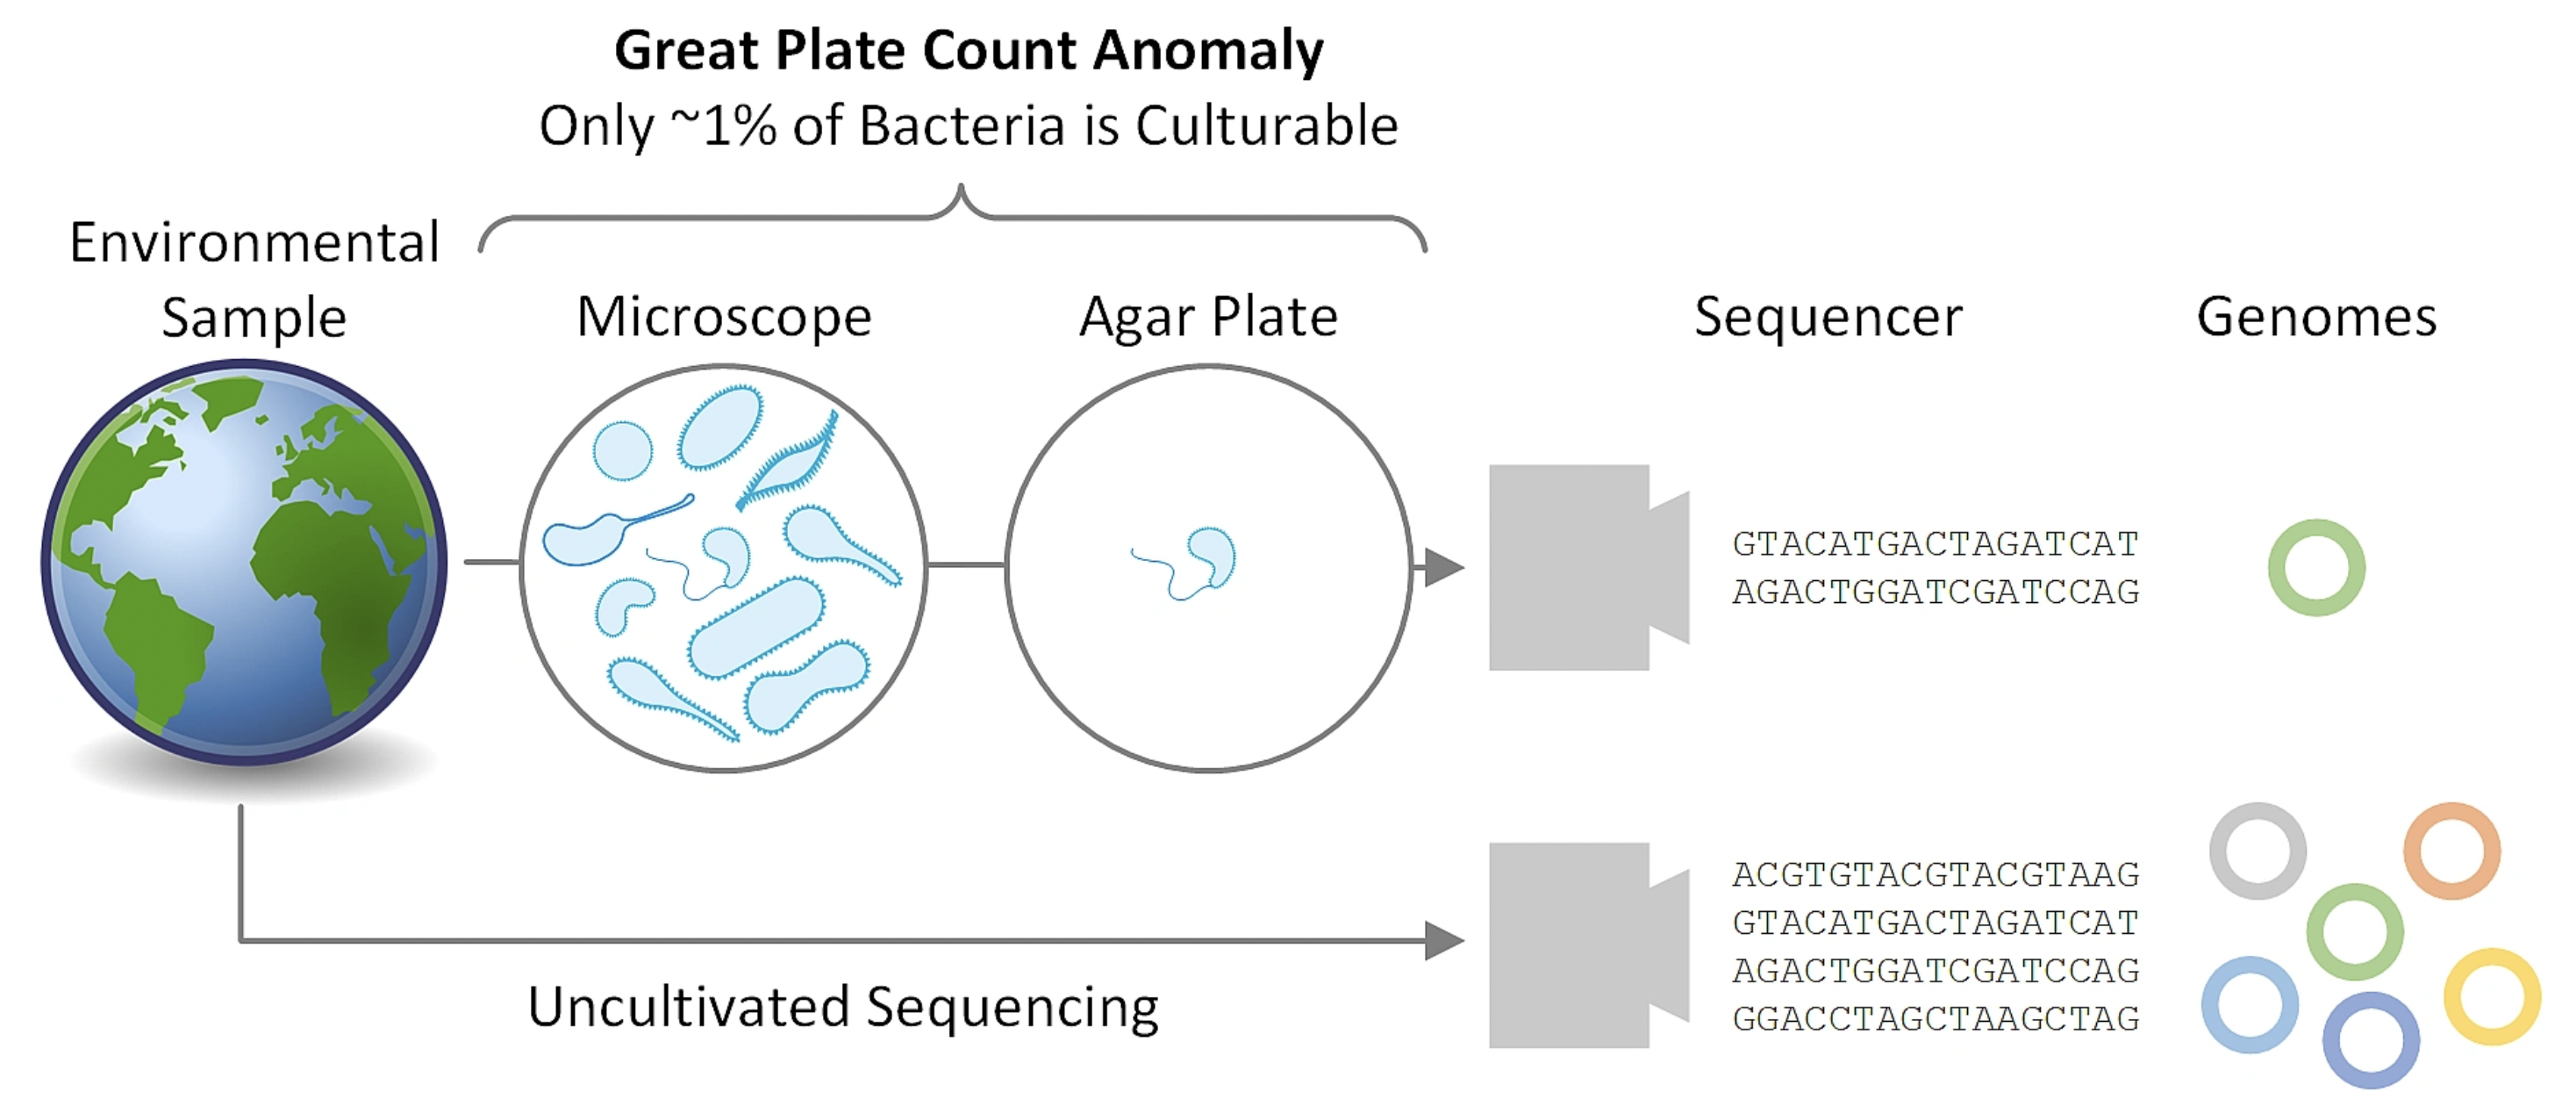 Great Plate Count Anomaly
Only ~1% of Bacteria is Culturable
Environmental
Sample
Microscope
Agar Plate
Sequencer
Genomes
GTACATGACTAGATCAT
AGACTGGATCGATCCAG
Uncultivated Sequencing
ACGTGTACGTACGTAAG
GTACATGACTAGATCAT
AGACTGGATCGATCCAG
GGACCTAGCTAAGCTAG